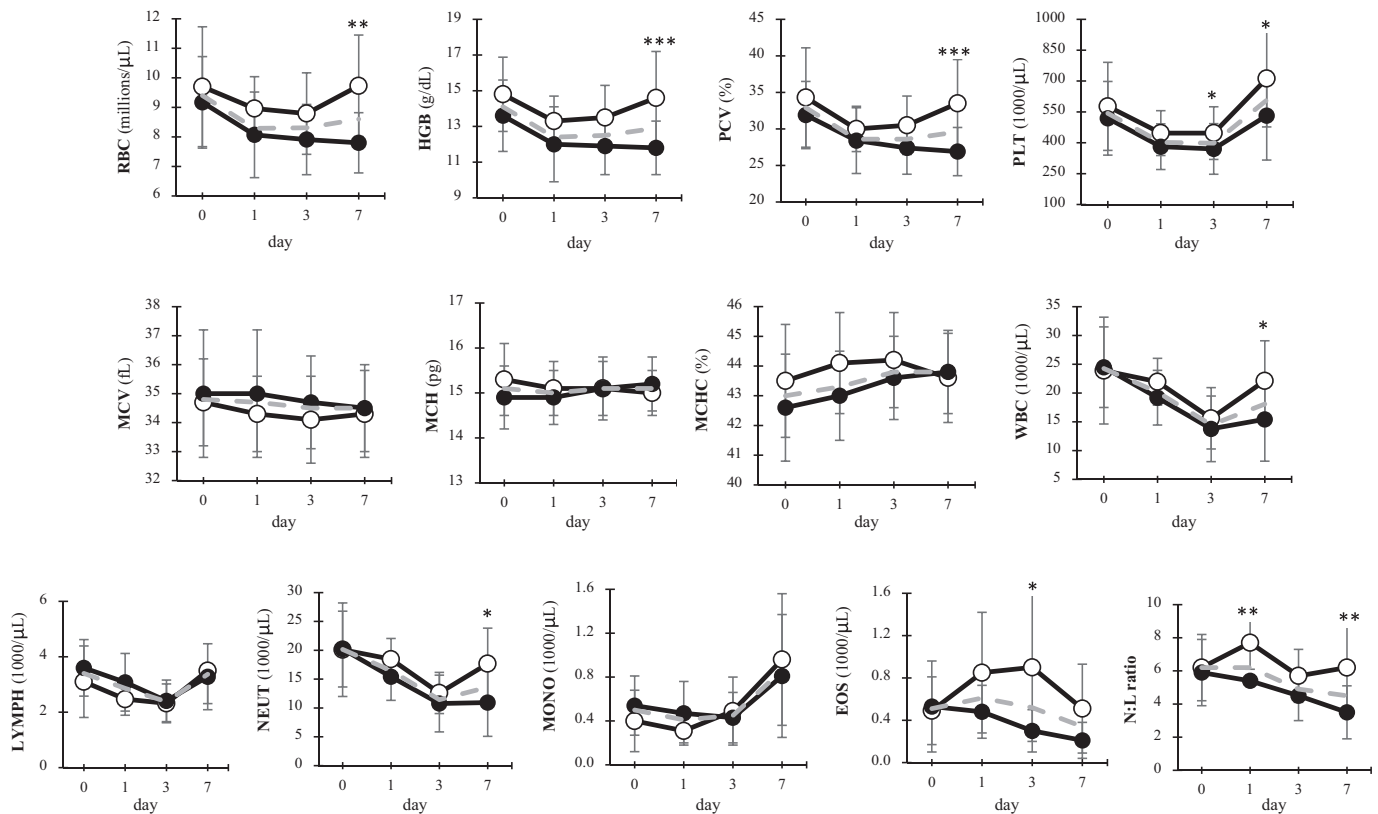 RBC (millions/µL)
12
11
10
9
8
7
6
**
0 1 3 7
day
HGB (g/dL)
19
17
15
13
11
9
***
0 1 3 7
day
PCV (%)
45
40
35
30
25
20
***
0 1 3 7
day
PLT (1000/µL)
1000
850
700
550
400
250
100
*
*
0 1 3 7
day
MCV (fL)
38
37
36
35
34
33
32
0 1 3 7
day
MCH (pg)
17
16
15
14
13
0 1 3 7
day
MCHC (%)
46
45
44
43
42
41
40
0 1 3 7
day
WBC (1000/µL)
35
30
25
20
15
10
5
*
0 1 3 7
day
LYMPH (1000/µL)
6
4
2
0
0 1 3 7
day
NEUT (1000/µL)
30
25
20
15
10
5
0
*
0 1 3 7
day
MONO (1000/µL)
1.6
1.2
0.8
0.4
0.0
0 1 3 7
day
EOS (1000/µL)
1.6
1.2
0.8
0.4
0.0
*
0 1 3 7
day
N:L ratio
10
8
6
4
2
0
**
**
0 1 3 7
day